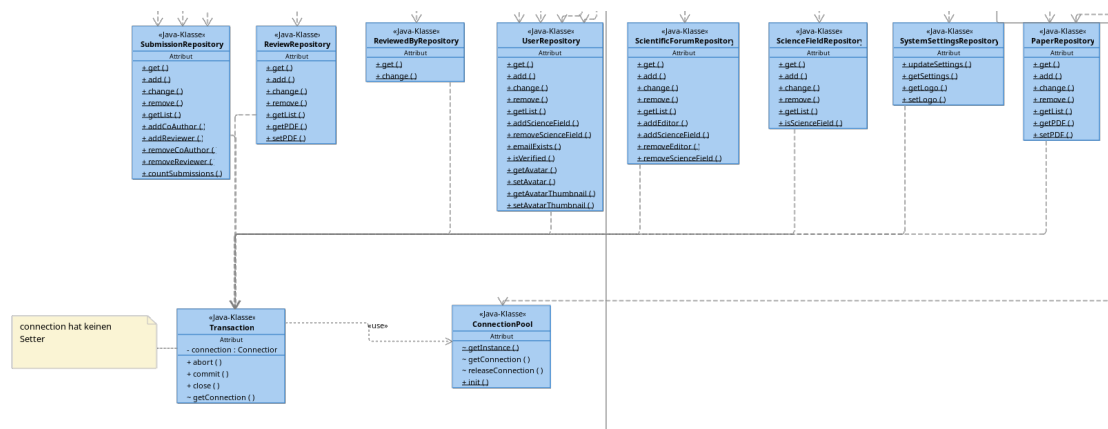 «Java-Klasse»
SubmissionRepository
Attribut
+ get ( )
+ add ( )
+ change ( )
+ remove ( )
+ getList ( )
+ addCoAuthor ( )
+ addReviewer ( )
+ removeCoAuthor (
+ removeReviewer (
+ countSubmissions ( )
«Java-Klasse»
ReviewRepository
Attribut
+ get ( )
+ add ( )
+ change ( )
+ remove ( )
+ getList ( )
+ getPDF ( )
+ setPDF ( )
«Java-Klasse»
ReviewedByRepository
Attribut
+ get ( )
+ change ( )
«Java-Klasse»
UserRepository
Attribut
+ get ( )
+ add ( )
+ change ( )
+ remove ( )
+ getList ( )
+ addScienceField ( )
+ removeScienceField ( )
+ emailExists ( )
+ isVerified ( )
+ getAvatar ( )
+ setAvatar ( )
+ getAvatarThumbnail ( )
+ setAvatarThumbnail ( )
«Java-Klasse»
ScientificForumRepository
Attribut
+ get ( )
+ add ( )
+ change ( )
+ remove ( )
+ getList ( )
+ addEditor ( )
+ addScienceField ( )
+ removeEditor ( )
+ removeScienceField ( )
«Java-Klasse»
ScienceFieldRepository
Attribut
+ get ( )
+ add ( )
+ change ( )
+ remove ( )
+ getList ( )
+ isScienceField ( )
«Java-Klasse»
SystemSettingsRepository
Attribut
+ updateSettings ( )
+ getSettings ( )
+ getLogo ( )
+ setLogo ( )
«Java-Klasse»
PaperRepository
Attribut
+ get ( )
+ add ( )
+ change ( )
+ remove ( )
+ getList ( )
+ getPDF ( )
+ setPDF ( )
connection hat keinen
Setter
«Java-Klasse»
Transaction
Attribut
- connection : Connection
+ abort ( )
+ commit ( )
+ close ( )
~ getConnection ( )
«use»
«Java-Klasse»
ConnectionPool
Attribut
~ getInstance ( )
~ getConnection ( )
~ releaseConnection ( )
+ init ( )